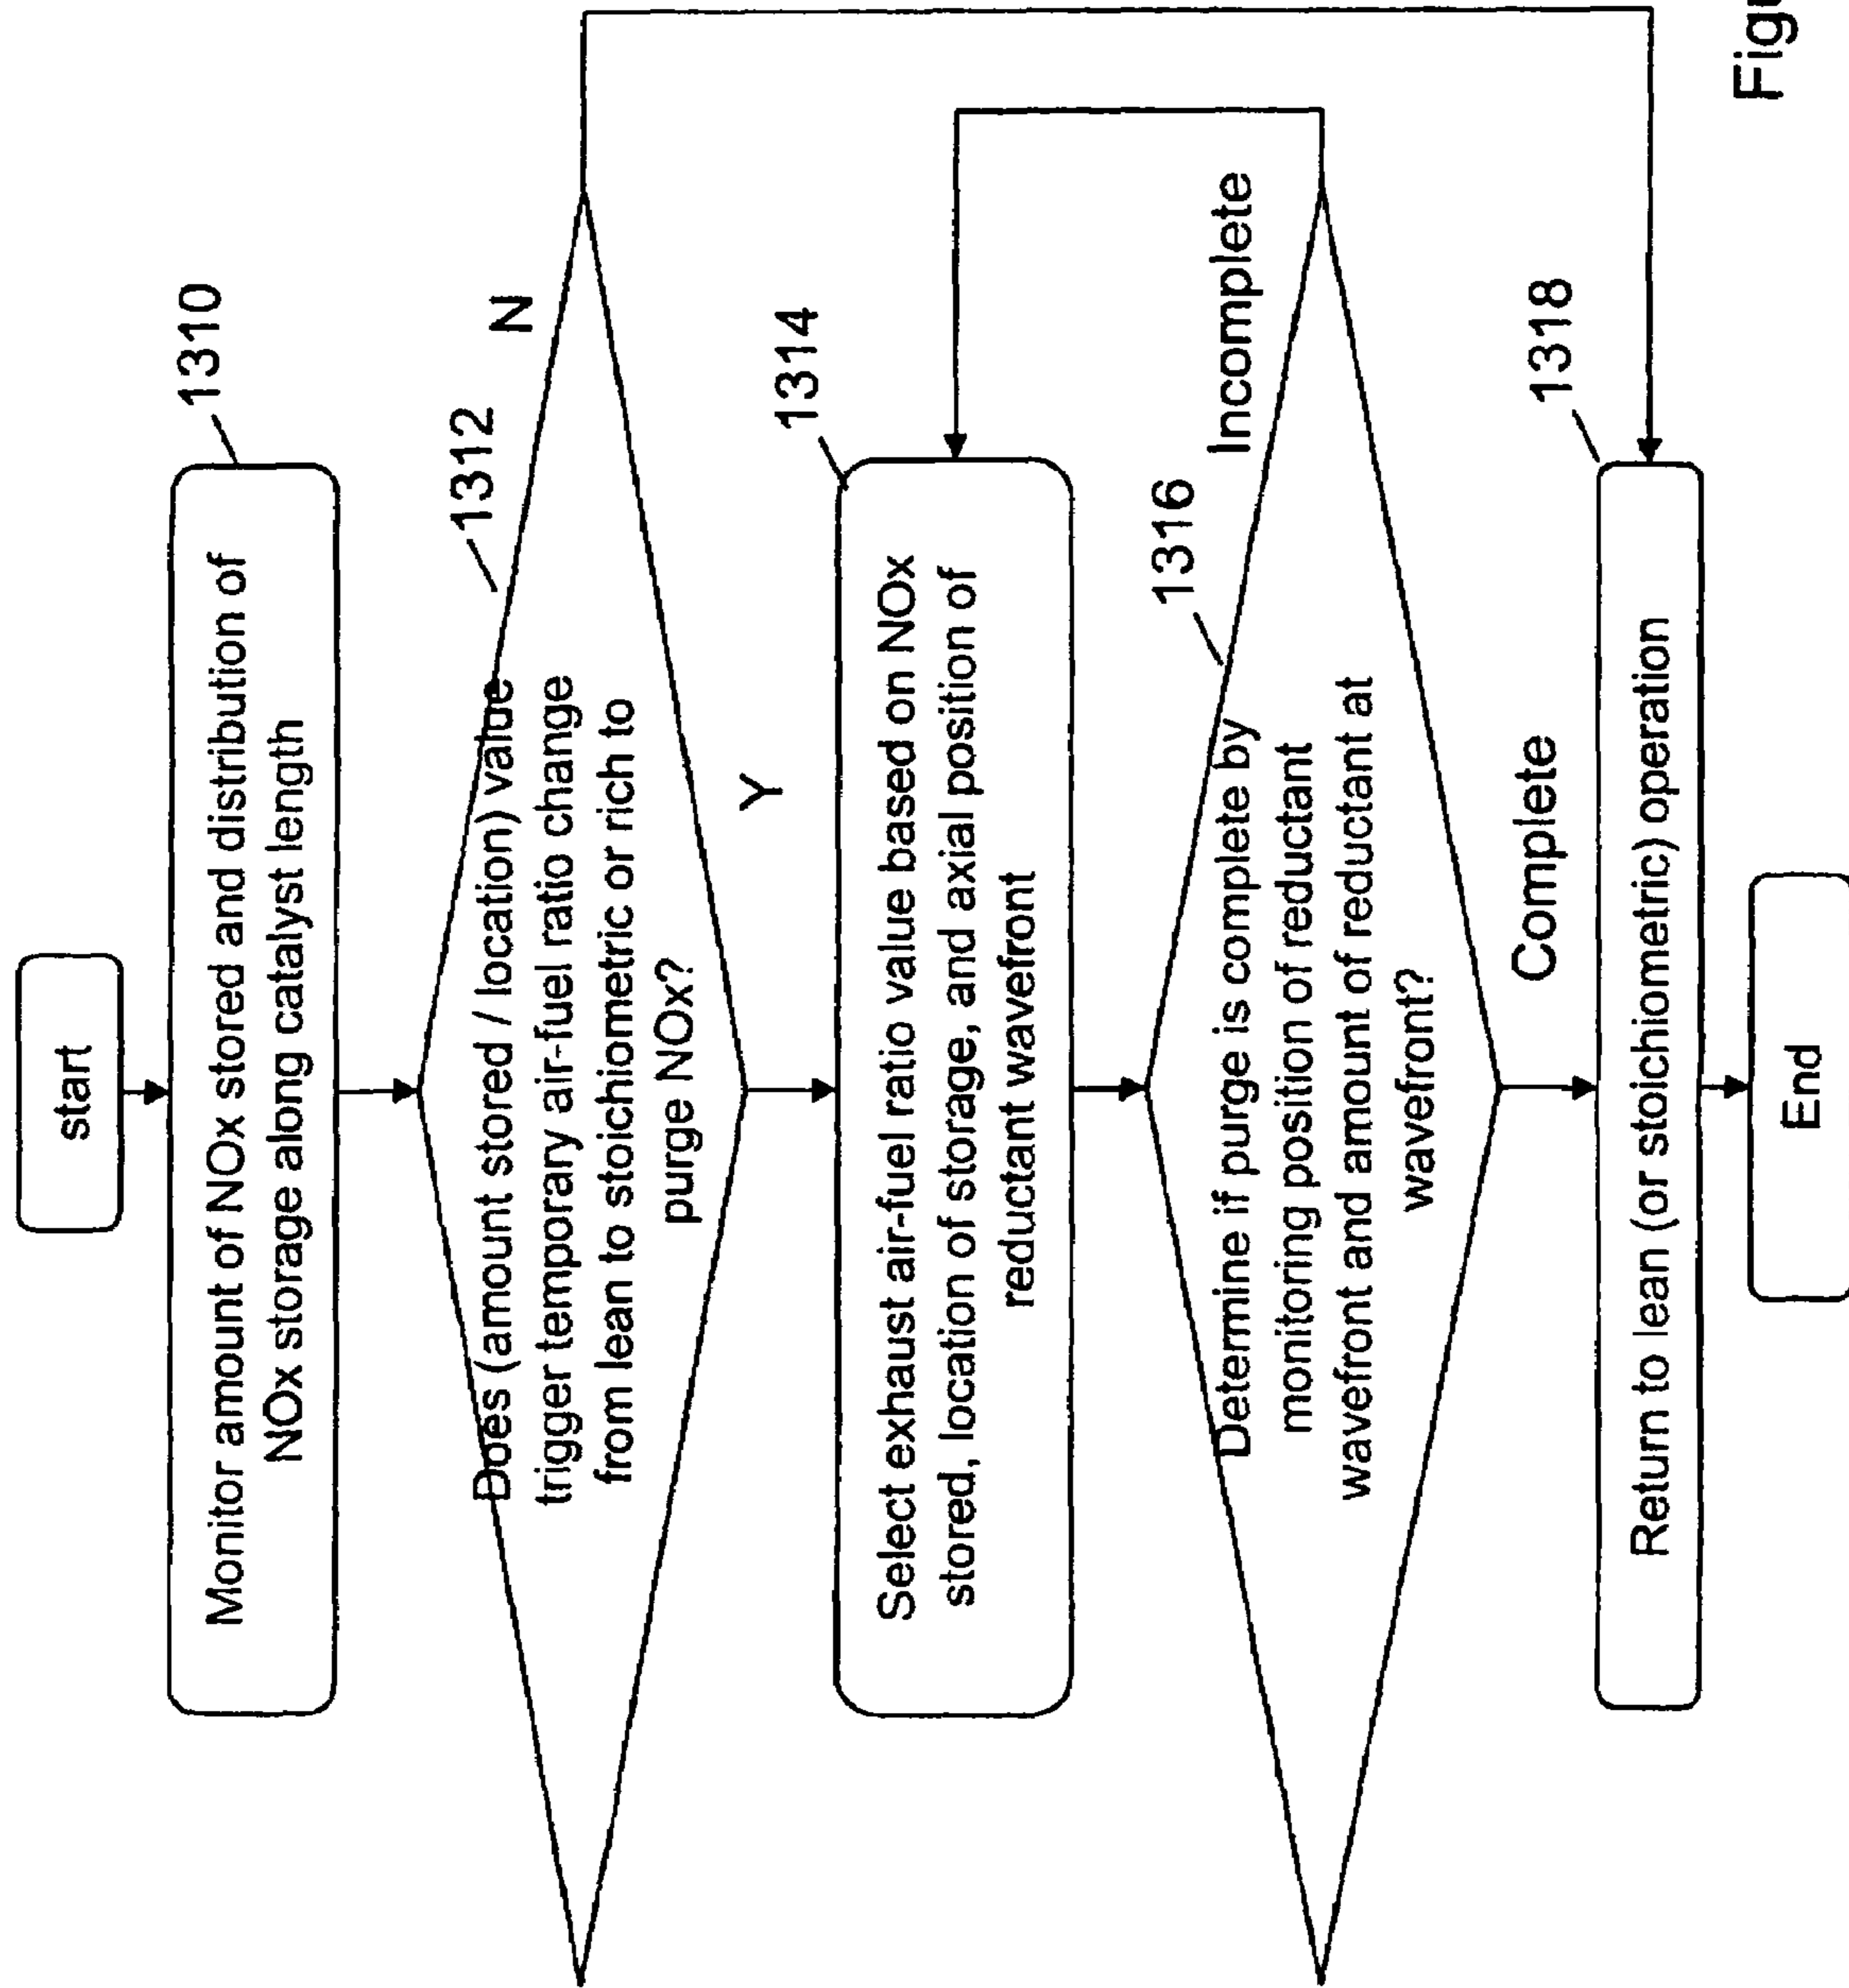 start
1310
Monitor amount of NOx stored and distribution of
NOx storage along catalyst length
1312
Does (amount stored / location) value
trigger temporary air-fuel ratio change
from lean to stoichiometric or rich to
purge NOx?
N
Y
1314
Select exhaust air-fuel ratio value based on NOx
stored, location of storage, and axial position of
reductant wavefront
1316
Determine if purge is complete by
monitoring position of reductant
wavefront and amount of reductant at
wavefront?
Incomplete
Complete
1318
Return to lean (or stoichiometric) operation
End